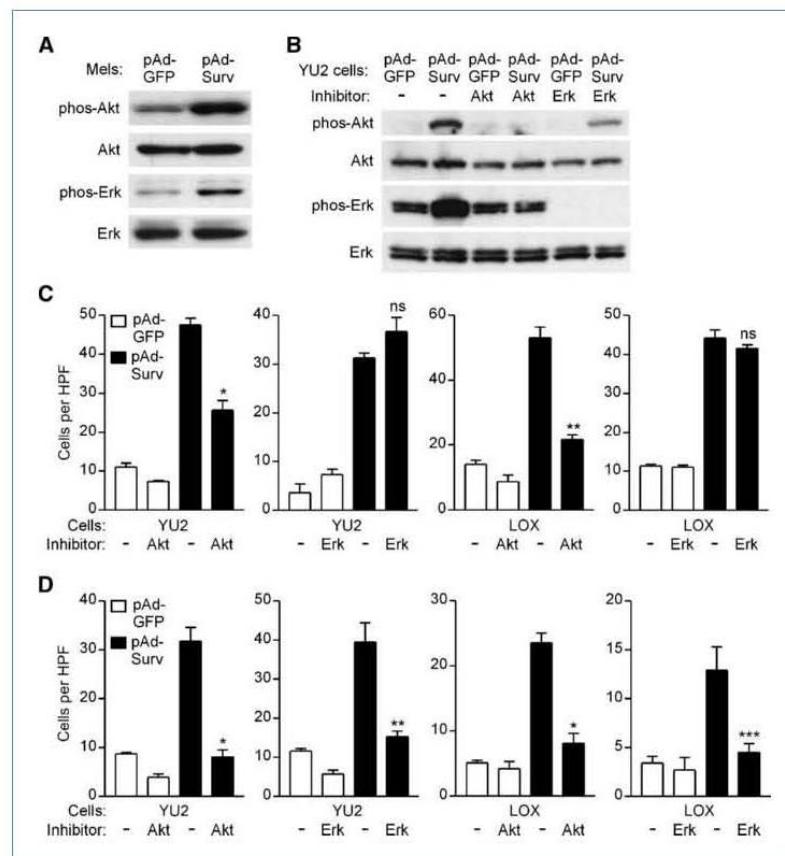 A
B
Mels: pAd-GFP pAd-Surv
phos-Akt
Akt
phos-Erk
Erk
YU2 cells: pAd-GFP pAd-Surv pAd-GFP pAd-Surv pAd-GFP pAd-Surv
Inhibitor: - - Akt Akt Erk Erk
phos-Akt
Akt
phos-Erk
Erk
C
Cells per HPF
50
40
30
20
10
0
pAd-GFP
pAd-Surv
*
40
30
20
10
0
ns
60
40
20
0
**
50
40
30
20
10
0
ns
Cells: YU2 YU2 LOX LOX
Inhibitor: - Akt - Akt - Erk - Erk - Akt - Akt - Erk - Erk
D
Cells per HPF
40
30
20
10
0
pAd-GFP
pAd-Surv
*
50
40
30
20
10
0
**
30
20
10
0
*
20
15
10
5
0
***
Cells: YU2 YU2 LOX LOX
Inhibitor: - Akt - Akt - Erk - Erk - Akt - Akt - Erk - Erk